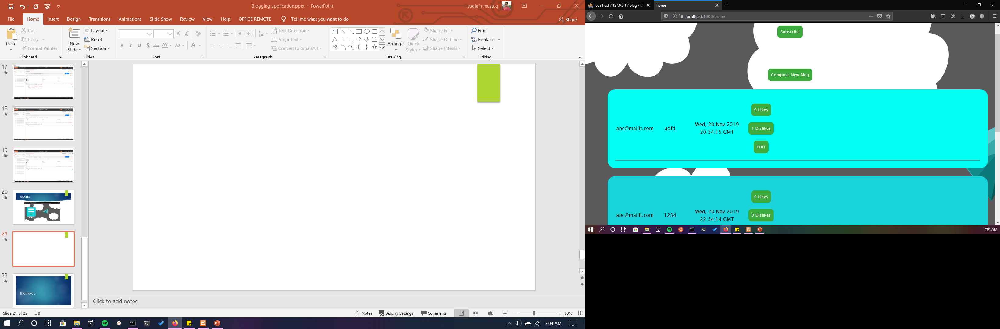 Blogging application.pptx - PowerPoint
saqlain mustaq
File Home Insert Design Transitions Animations Slide Show Review View Help OFFICE REMOTE Tell me what you want to do Share
Paste
Cut
Copy
Format Painter
Clipboard
New Slide
Layout
Reset
Section
Slides
B I U S abc AV Aa A
Font
Text Direction
Align Text
Convert to SmartArt
Paragraph
Arrange
Quick Styles
Shape Fill
Shape Outline
Shape Effects
Drawing
Find
Replace
Select
Editing
17
18
19
20
Interface
21
22
Thankyou
Click to add notes
Slide 21 of 22
Notes Display Settings Comments 83%
7:04 AM
localhost / 127.0.0.1 / blog / bl
home
localhost:1000/home
Subscribe
Compose New Blog
0 Likes
abc@mailit.com adfd Wed, 20 Nov 2019 20:54:15 GMT 1 Dislikes
EDIT
0 Likes
abc@mailit.com 1234 Wed, 20 Nov 2019 22:34:14 GMT 0 Dislikes
7:04 AM